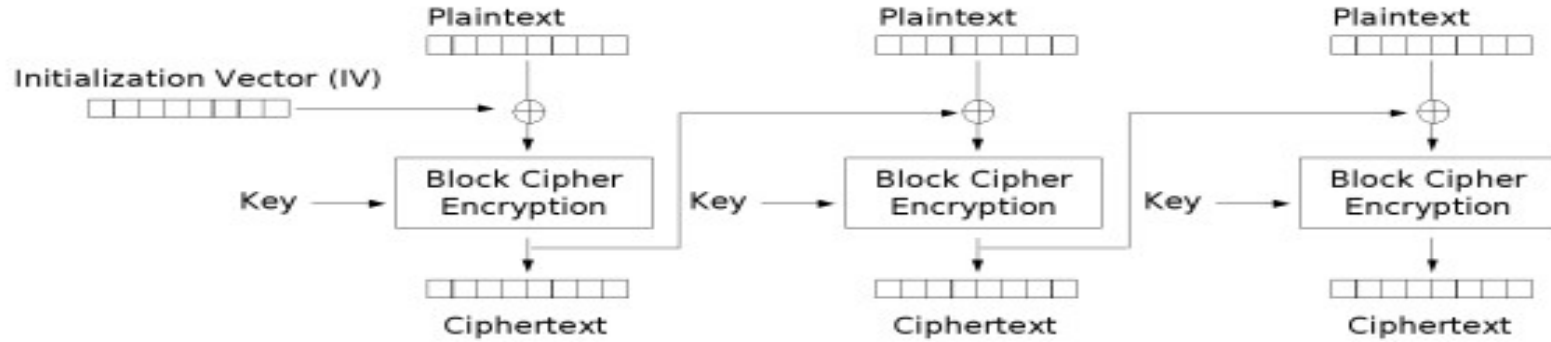 Plaintext
Plaintext
Plaintext
Initialization Vector (IV)
Key
Block Cipher
Encryption
Key
Block Cipher
Encryption
Key
Block Cipher
Encryption
Ciphertext
Ciphertext
Ciphertext